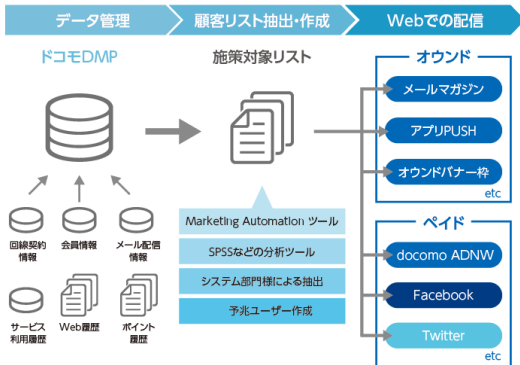 データ管理
顧客リスト抽出・作成
Webでの配信
ドコモDMP
施策対象リスト
オウンド
メールマガジン
アプリPUSH
オウンドバナー枠
etc
回線契約
情報
会員情報
メール配信
情報
サービス
利用履歴
Web履歴
ポイント
履歴
Marketing Automation ツール
SPSSなどの分析ツール
システム部門様による抽出
予兆ユーザー作成
ペイド
docomo ADNW
Facebook
Twitter
etc